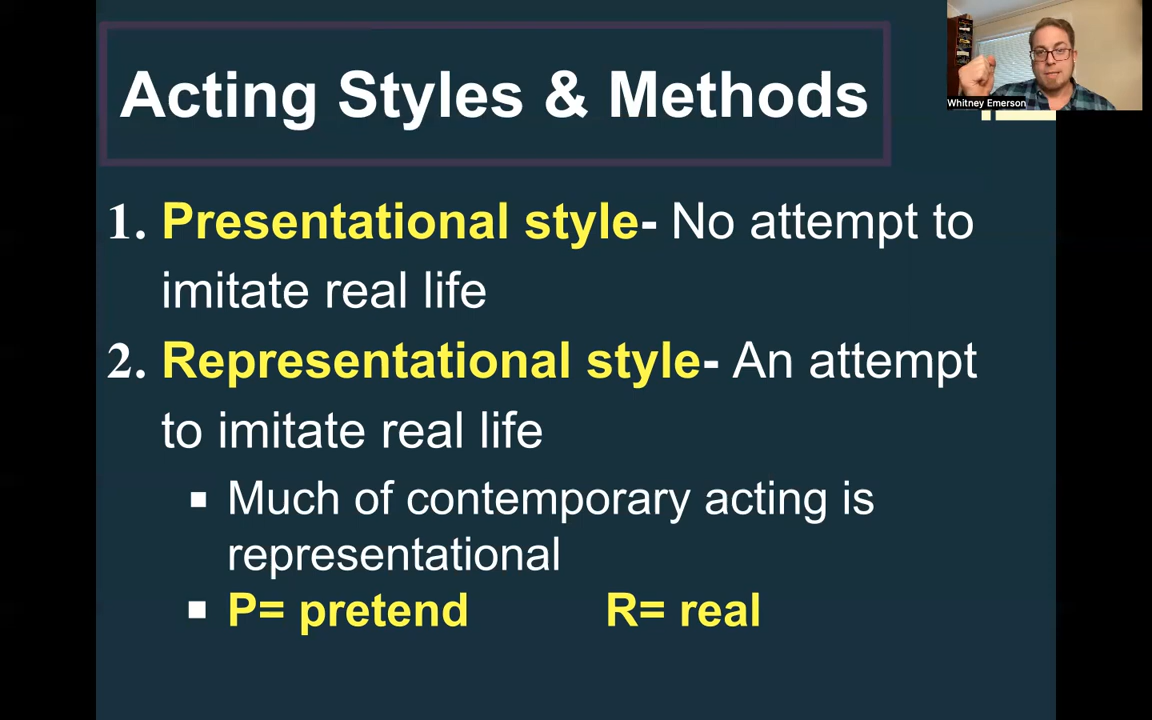 Acting Styles & Methods
Whitney Emerson
1. Presentational style- No attempt to
imitate real life
2. Representational style- An attempt
to imitate real life
▪ Much of contemporary acting is
representational
▪ P= pretend R= real